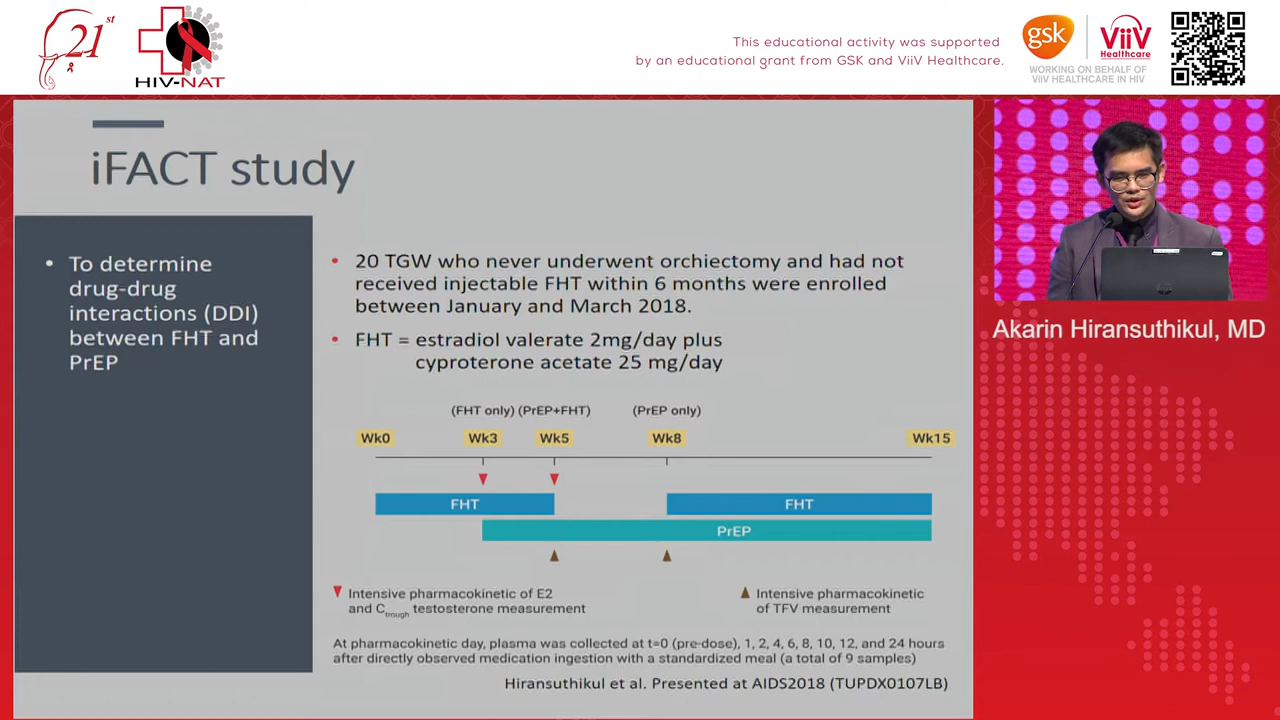 21st
HIV-NAT
This educational activity was supported
by an educational grant from GSK and ViiV Healthcare.
gsk
ViiV
Healthcare
WORKING ON BEHALF OF
VIIV HEALTHCARE IN HIV
iFACT study
• To determine
drug-drug
interactions (DDI)
between FHT and
PrEP
• 20 TGW who never underwent orchiectomy and had not
received injectable FHT within 6 months were enrolled
between January and March 2018.
• FHT = estradiol valerate 2mg/day plus
cyproterone acetate 25 mg/day
(FHT only) (PrEP+FHT) (PrEP only)
Wk0 Wk3 Wk5 Wk8 Wk15
FHT FHT
PrEP
Intensive pharmacokinetic of E2
and Ctrough testosterone measurement
Intensive pharmacokinetic
of TFV measurement
At pharmacokinetic day, plasma was collected at t=0 (pre-dose), 1, 2, 4, 6, 8, 10, 12, and 24 hours
after directly observed medication ingestion with a standardized meal (a total of 9 samples)
Hiransuthikul et al. Presented at AIDS2018 (TUPDX0107LB)
Akarin Hiransuthikul, MD